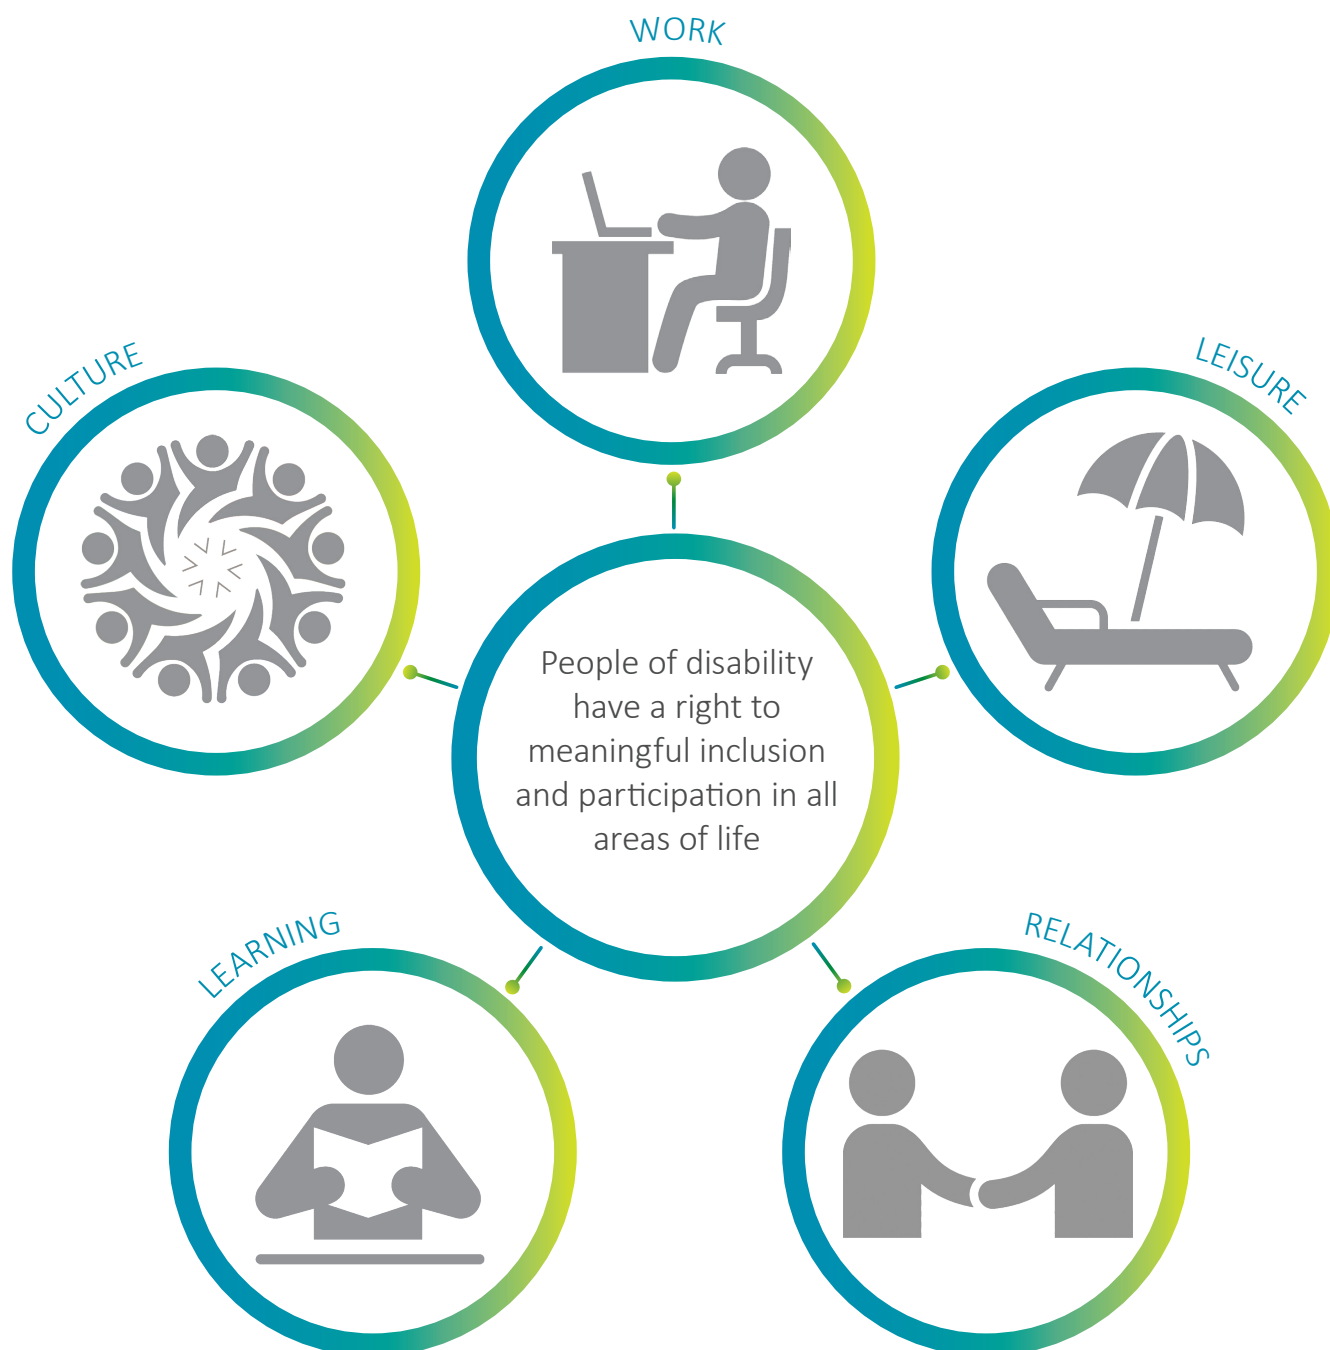 WORK
CULTURE
LEISURE
People of disability
have a right to
meaningful inclusion
and participation in all
areas of life
LEARNING
RELATIONSHIPS